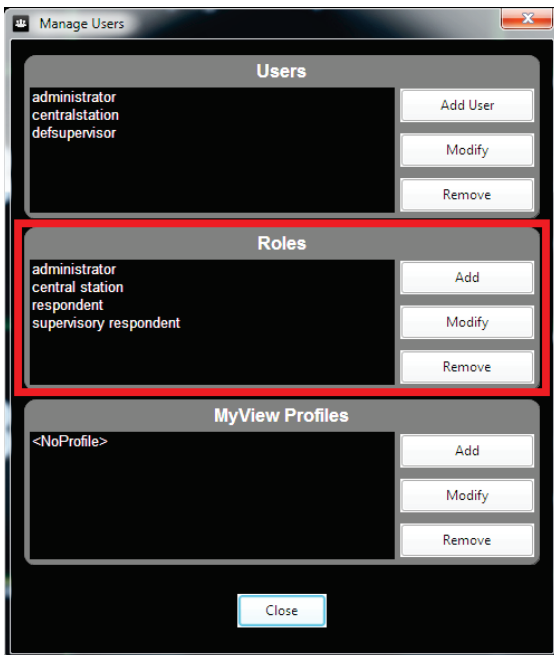 Manage Users
Users
administrator
centralstation
defsupervisor
Add User
Modify
Remove
Roles
administrator
central station
respondent
supervisory respondent
Add
Modify
Remove
MyView Profiles
<NoProfile>
Add
Modify
Remove
Close